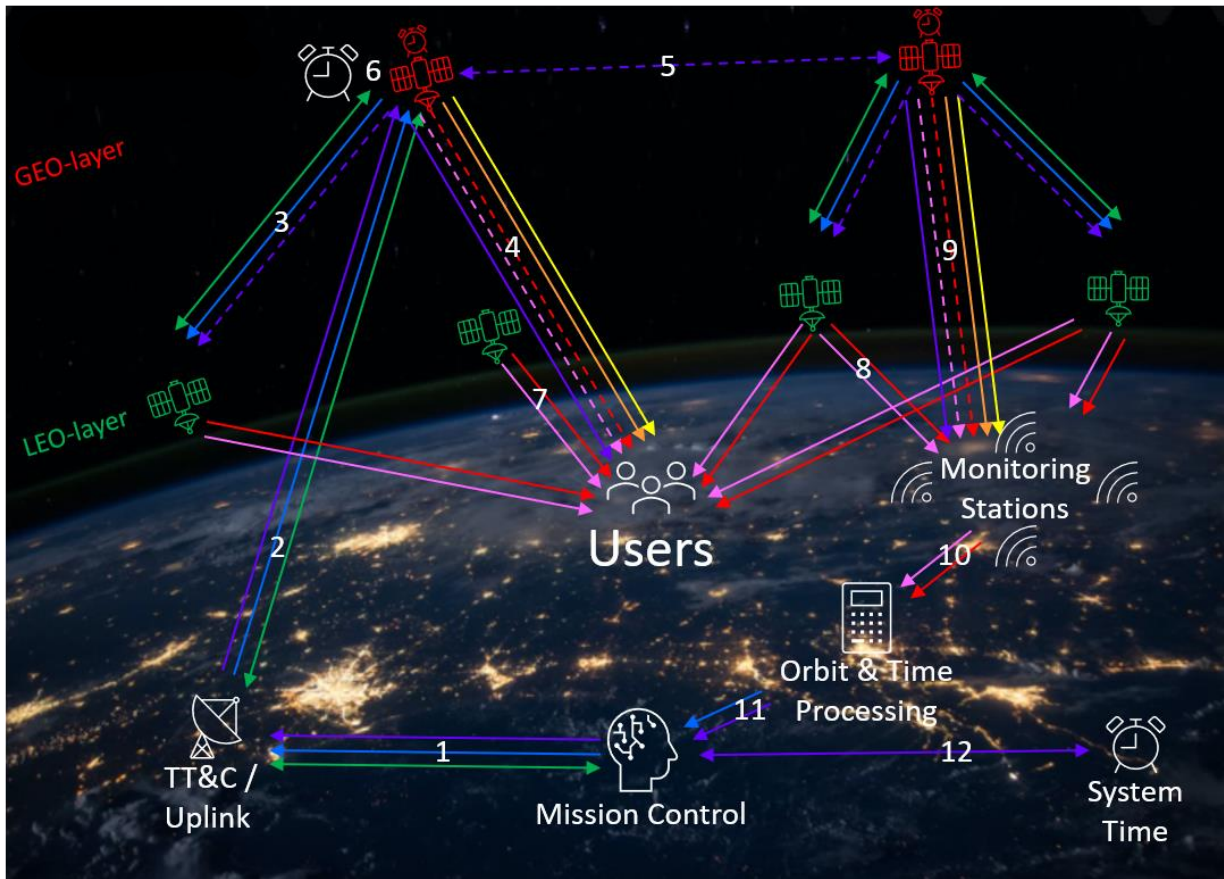 6
5
GEO-layer
3
4
9
LEO-layer
7
8
Monitoring
Stations
Users
2
10
Orbit & Time
Processing
11
1
12
TT&C /
Uplink
Mission Control
System
Time